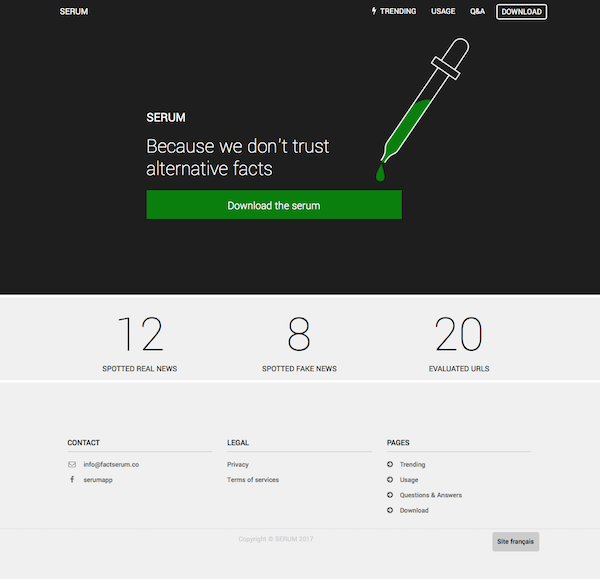 SERUM
TRENDING USAGE Q&A DOWNLOAD
SERUM
Because we don't trust
alternative facts
Download the serum
12 8 20
SPOTTED REAL NEWS SPOTTED FAKE NEWS EVALUATED URLS
CONTACT LEGAL PAGES
info@factserum.co Privacy Trending
serumapp Terms of services Usage
Questions & Answers
Download
Copyright © SERUM 2017
Site français